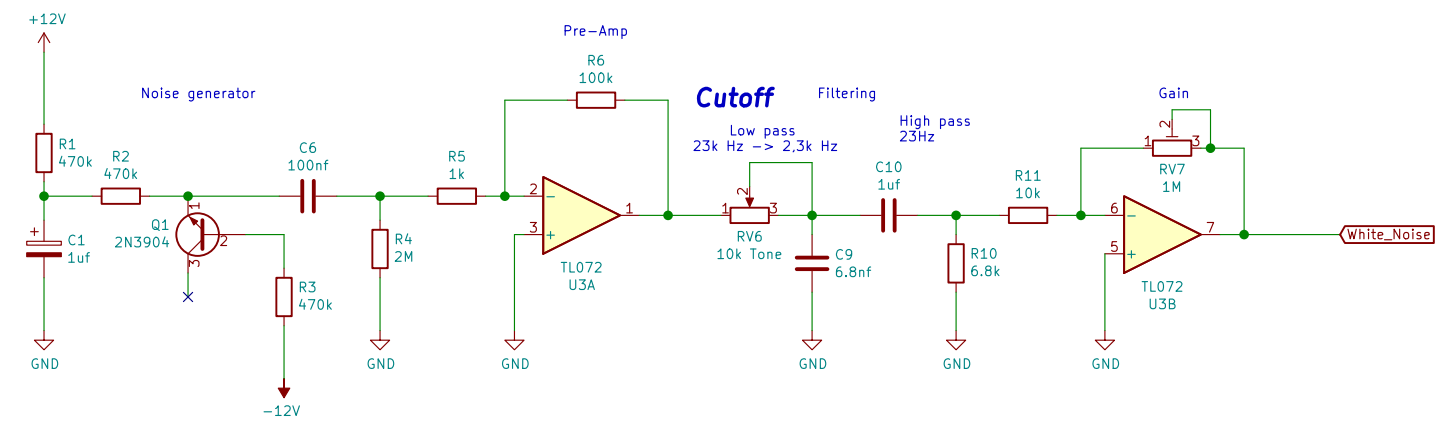 +12V
Noise generator
R1
470k
R2
470k
C1
1uf
+
Q1
2N3904
1
2
3
R3
470k
GND
-12V
C6
100nf
R4
2M
GND
R5
1k
Pre-Amp
R6
100k
2
3
1
−
+
TL072
U3A
GND
Cutoff
Filtering
Low pass
23k Hz -> 2,3k Hz
High pass
23Hz
1
2
3
RV6
10k Tone
C9
6.8nf
GND
C10
1uf
R10
6.8k
GND
R11
10k
Gain
1
2
3
RV7
1M
6
5
7
−
+
TL072
U3B
GND
White_Noise